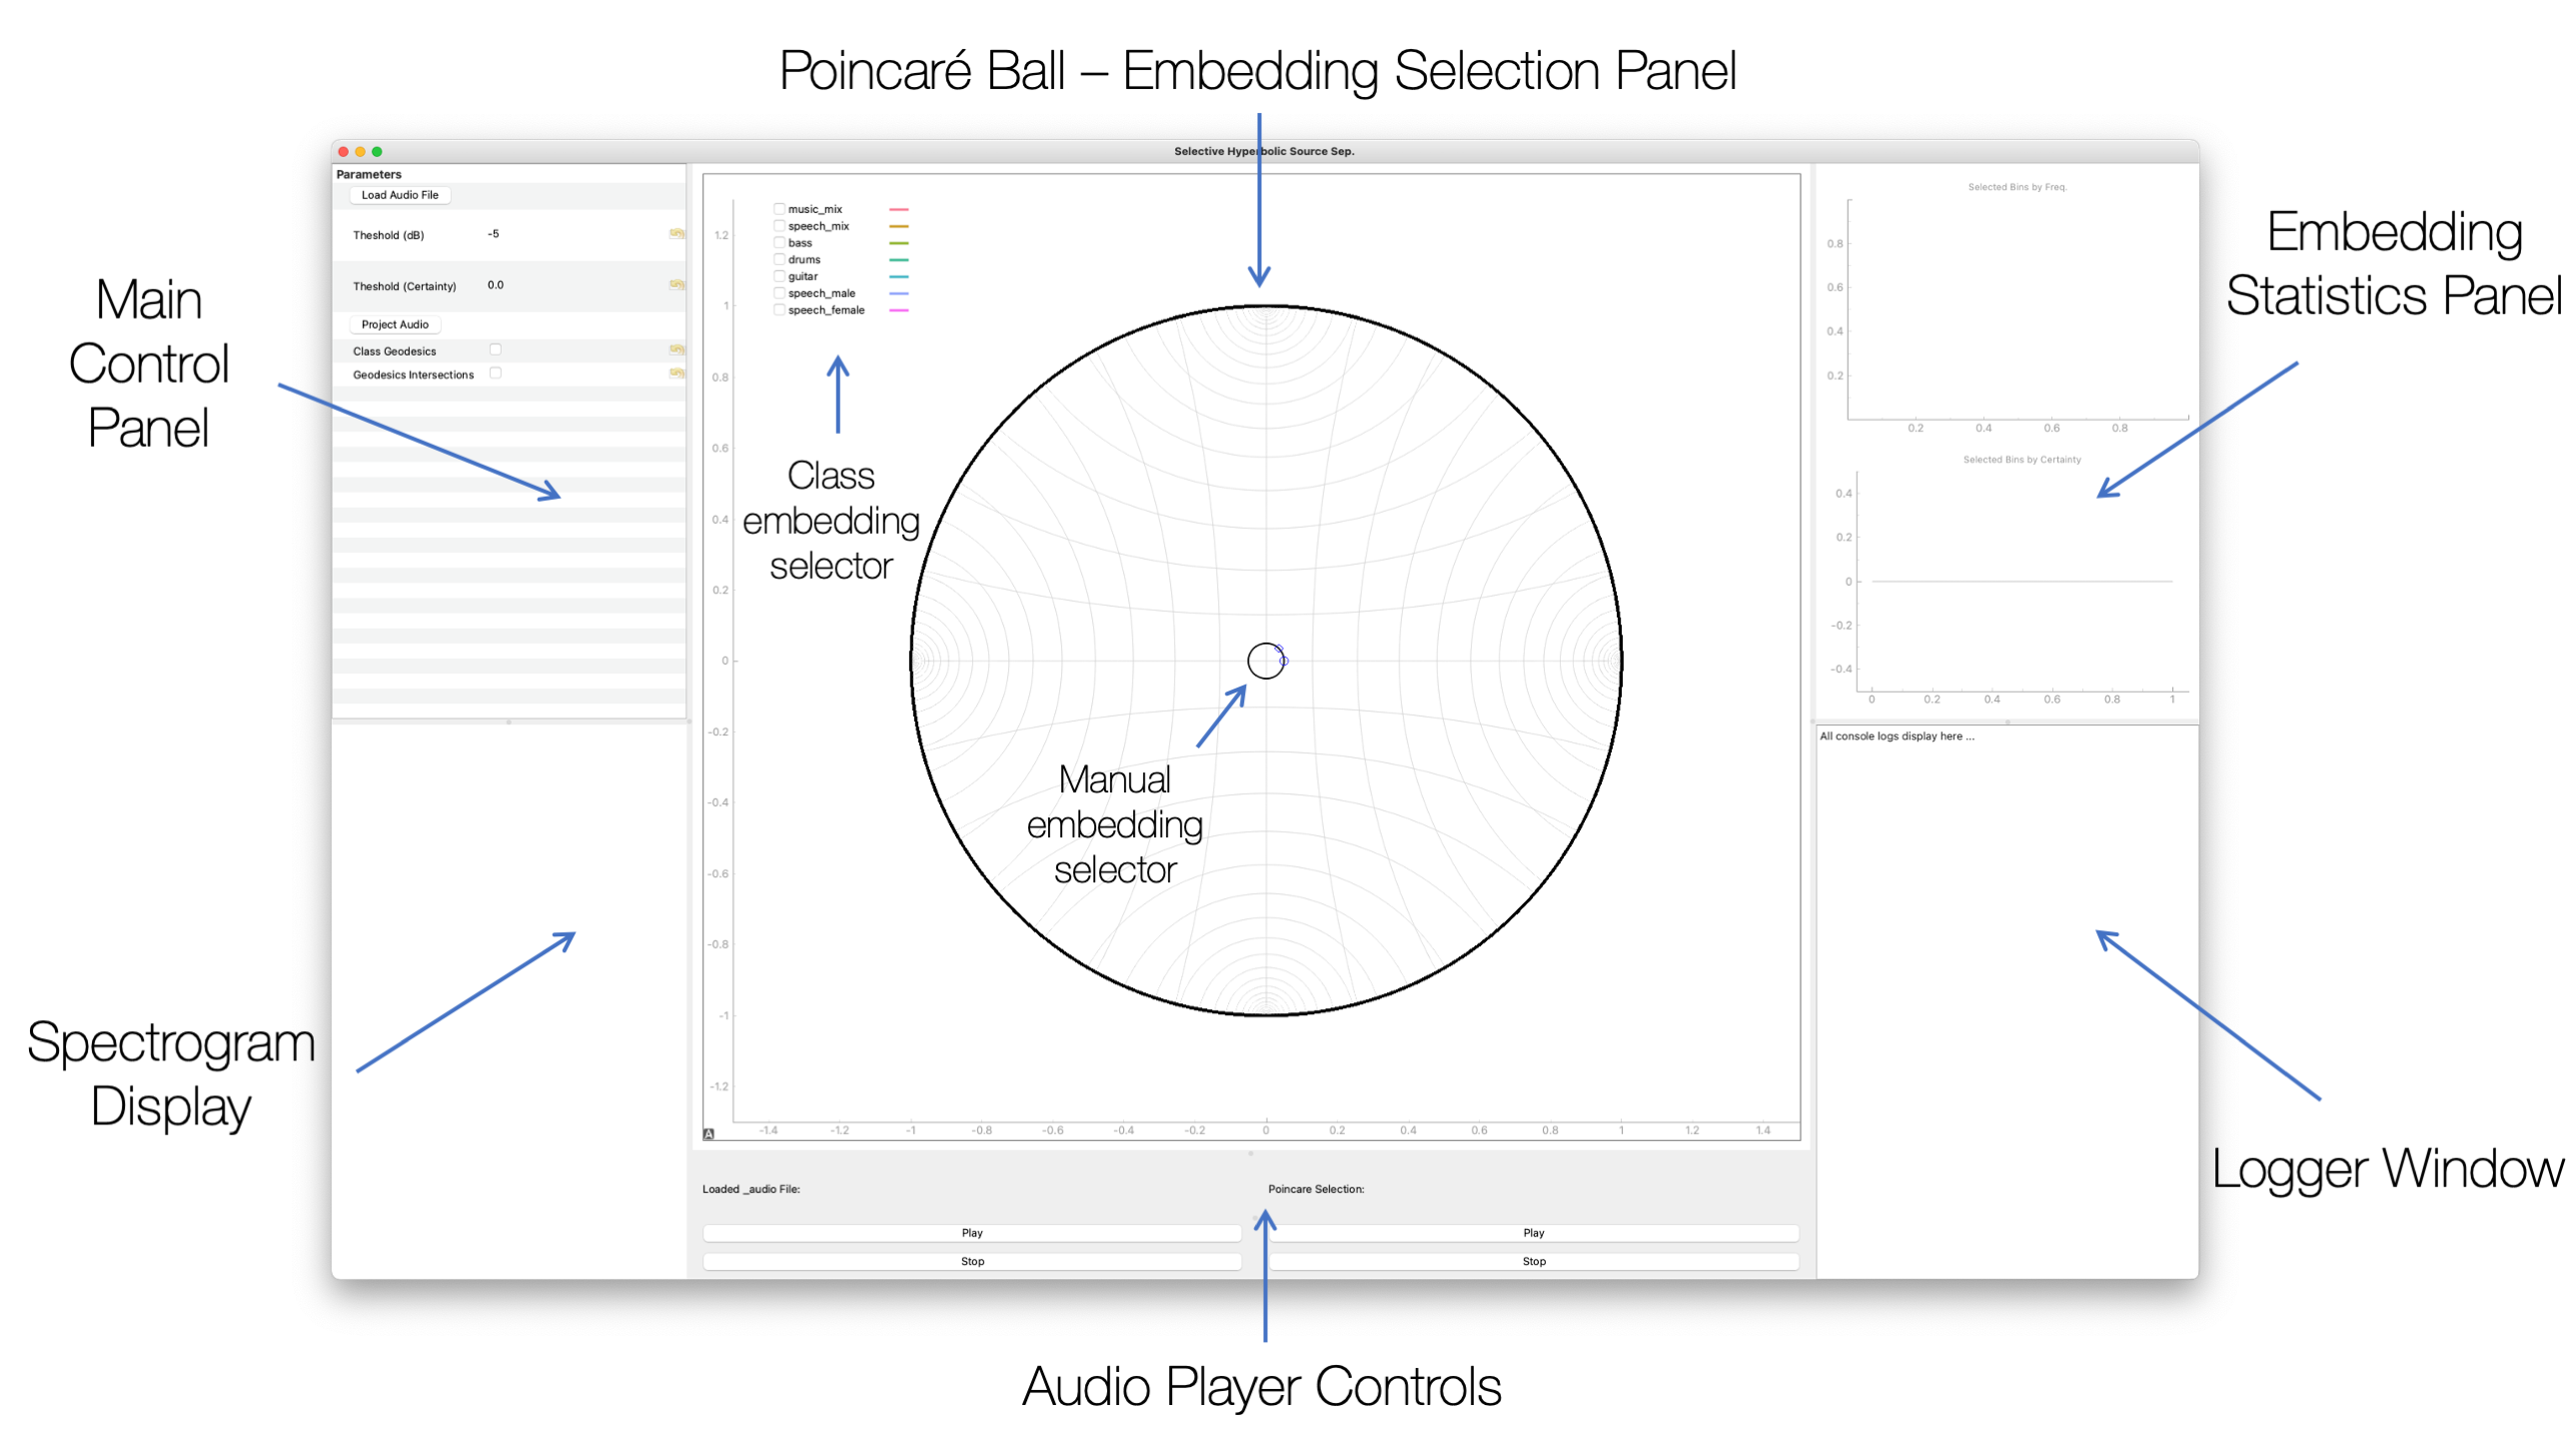 Poincaré Ball – Embedding Selection Panel
Selective Hyperbolic Source Sep.
Parameters
Load Audio File
Theshold (dB) -5
Theshold (Certainty) 0.0
Project Audio
Class Geodesics
Geodesics Intersections
Main
Control
Panel
Spectrogram
Display
music_mix
speech_mix
bass
drums
guitar
speech_male
speech_female
Class
embedding
selector
Manual
embedding
selector
1.2
1
0.8
0.6
0.4
0.2
0
-0.2
-0.4
-0.6
-0.8
-1
-1.2
-1.4 -1.2 -1 -0.8 -0.6 -0.4 -0.2 0 0.2 0.4 0.6 0.8 1 1.2 1.4
A
Loaded _audio File:
Play
Stop
Poincare Selection:
Play
Stop
Audio Player Controls
Selected Bins by Freq.
0.8
0.6
0.4
0.2
0.2 0.4 0.6 0.8
Selected Bins by Certainty
0.4
0.2
0
-0.2
-0.4
0 0.2 0.4 0.6 0.8 1
All console logs display here ...
Embedding
Statistics Panel
Logger Window